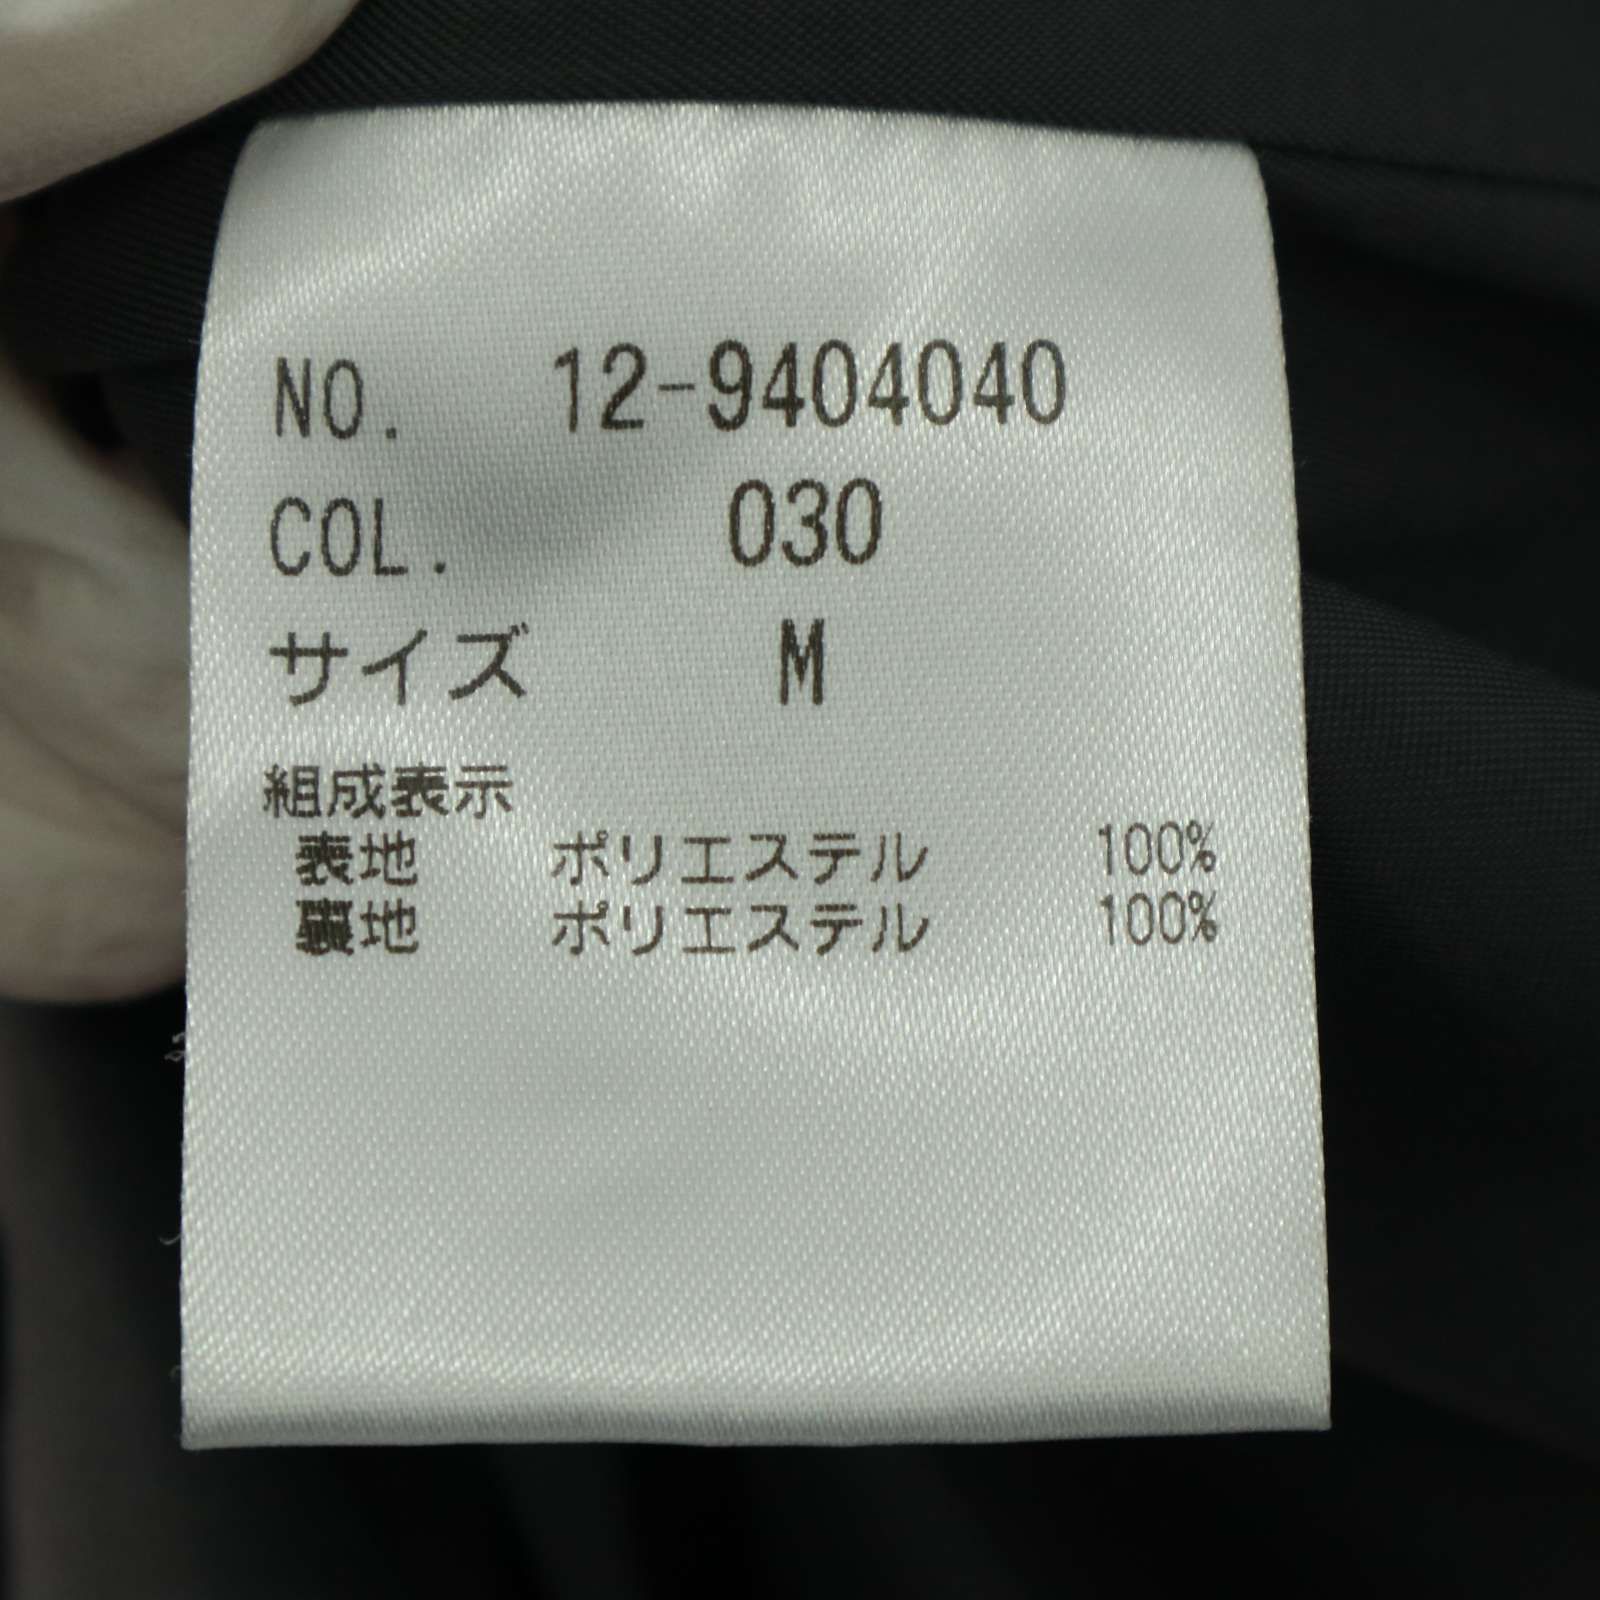 NO. 12-9404040
COL. 030
サイズ M
組成表示
表地 ポリエステル 100%
裏地 ポリエステル 100%